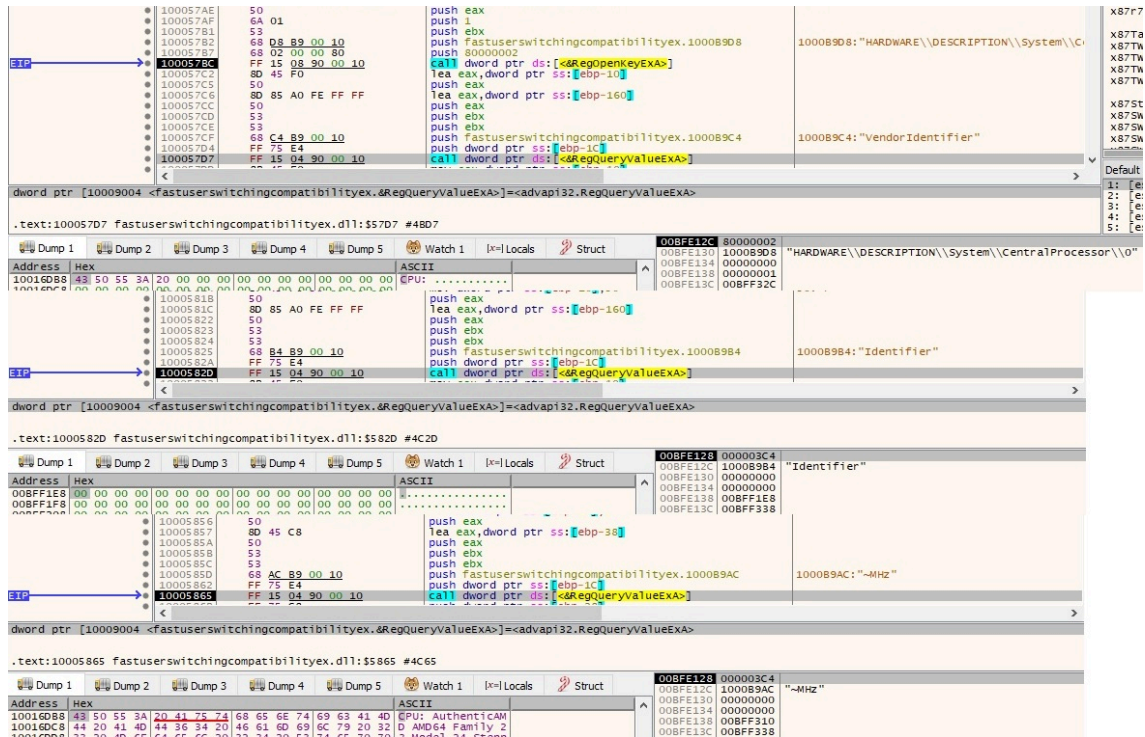 100057AE 50 push eax
100057AF 6A 01 push 1
100057B1 53 push ebx
100057B2 68 D8 B9 00 10 push fastuserswitchingcompatibilityex.1000B9D8 1000B9D8:"HARDWARE\\DESCRIPTION\\System\\C
100057B7 68 02 00 00 80 push 80000002
EIP 100057BC FF 15 08 90 00 10 call dword ptr ds:[<&RegOpenKeyExA>]
100057C2 8D 45 F0 lea eax,dword ptr ss:[ebp-10]
100057C5 50 push eax
100057C6 8D 85 A0 FE FF FF lea eax,dword ptr ss:[ebp-160]
100057CC 50 push eax
100057CD 53 push ebx
100057CE 53 push ebx
100057CF 68 C4 B9 00 10 push fastuserswitchingcompatibilityex.1000B9C4 1000B9C4:"VendorIdentifier"
100057D4 FF 75 E4 push dword ptr ss:[ebp-1C]
100057D7 FF 15 04 90 00 10 call dword ptr ds:[<&RegQueryValueExA>]
x87r7
x87Ta
x87TW
x87TW
x87TW
x87TW
x87St
x87SW
x87SW
x87SW
Default
1: [es
2: [es
3: [es
4: [es
5: [es
dword ptr [10009004 <fastuserswitchingcompatibilityex.&RegQueryValueExA>]=<advapi32.RegQueryValueExA>
.text:100057D7 fastuserswitchingcompatibilityex.dll:$57D7 #4BD7
Dump 1 Dump 2 Dump 3 Dump 4 Dump 5 Watch 1 [x=] Locals Struct
Address Hex ASCII
10016DB8 43 50 55 3A 20 00 00 00 00 00 00 00 00 00 00 00 CPU: ...........
00BFE12C 80000002
00BFE130 1000B9D8 "HARDWARE\\DESCRIPTION\\System\\CentralProcessor\\0"
00BFE134 00000000
00BFE138 00000001
00BFE13C 00BFF32C
1000581B 50 push eax
1000581C 8D 85 A0 FE FF FF lea eax,dword ptr ss:[ebp-160]
10005822 50 push eax
10005823 53 push ebx
10005824 53 push ebx
10005825 68 B4 B9 00 10 push fastuserswitchingcompatibilityex.1000B9B4 1000B9B4:"Identifier"
1000582A FF 75 E4 push dword ptr ss:[ebp-1C]
EIP 1000582D FF 15 04 90 00 10 call dword ptr ds:[<&RegQueryValueExA>]
dword ptr [10009004 <fastuserswitchingcompatibilityex.&RegQueryValueExA>]=<advapi32.RegQueryValueExA>
.text:1000582D fastuserswitchingcompatibilityex.dll:$582D #4C2D
Dump 1 Dump 2 Dump 3 Dump 4 Dump 5 Watch 1 [x=] Locals Struct
Address Hex ASCII
00BFF1E8 00 00 00 00 00 00 00 00 00 00 00 00 00 00 00 00 ................
00BFF1F8 00 00 00 00 00 00 00 00 00 00 00 00 00 00 00 00 ................
00BFE128 000003C4
00BFE12C 1000B9B4 "Identifier"
00BFE130 00000000
00BFE134 00000000
00BFE138 00BFF1E8
00BFE13C 00BFF338
10005856 50 push eax
10005857 8D 45 C8 lea eax,dword ptr ss:[ebp-38]
1000585A 50 push eax
1000585B 53 push ebx
1000585C 53 push ebx
1000585D 68 AC B9 00 10 push fastuserswitchingcompatibilityex.1000B9AC 1000B9AC:"~MHz"
10005862 FF 75 E4 push dword ptr ss:[ebp-1C]
EIP 10005865 FF 15 04 90 00 10 call dword ptr ds:[<&RegQueryValueExA>]
dword ptr [10009004 <fastuserswitchingcompatibilityex.&RegQueryValueExA>]=<advapi32.RegQueryValueExA>
.text:10005865 fastuserswitchingcompatibilityex.dll:$5865 #4C65
Dump 1 Dump 2 Dump 3 Dump 4 Dump 5 Watch 1 [x=] Locals Struct
Address Hex ASCII
10016DB8 43 50 55 3A 20 41 75 74 68 65 6E 74 69 63 41 4D CPU: AuthenticAM
10016DC8 44 20 41 4D 44 36 34 20 46 61 6D 69 6C 79 20 32 D AMD64 Family 2
00BFE128 000003C4
00BFE12C 1000B9AC "~MHz"
00BFE130 00000000
00BFE134 00000000
00BFE138 00BFF310
00BFE13C 00BFF338